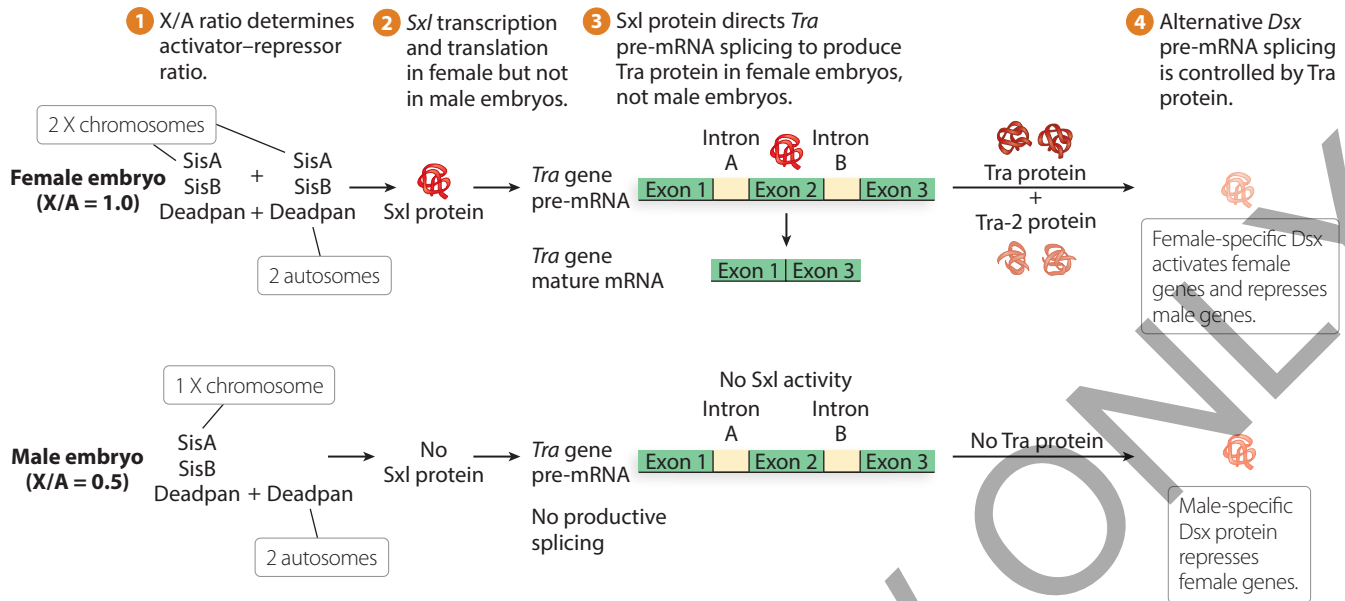 1 X/A ratio determines
activator–repressor
ratio.
2 Sxl transcription
and translation
in female but not
in male embryos.
3 Sxl protein directs Tra
pre-mRNA splicing to produce
Tra protein in female embryos,
not male embryos.
4 Alternative Dsx
pre-mRNA splicing
is controlled by Tra
protein.
2 X chromosomes
Female embryo
(X/A = 1.0)
SisA SisA
SisB + SisB
Deadpan + Deadpan
2 autosomes
Sxl protein
Tra gene
pre-mRNA
Intron
A
Intron
B
Exon 1 Exon 2 Exon 3
Tra gene
mature mRNA
Exon 1 Exon 3
Tra protein
+
Tra-2 protein
Female-specific Dsx
activates female
genes and represses
male genes.
1 X chromosome
Male embryo
(X/A = 0.5)
SisA
SisB
Deadpan + Deadpan
2 autosomes
No
Sxl protein
Tra gene
pre-mRNA
No productive
splicing
No Sxl activity
Intron
A
Intron
B
Exon 1 Exon 2 Exon 3
No Tra protein
Male-specific
Dsx protein
represses
female genes.
ONLY